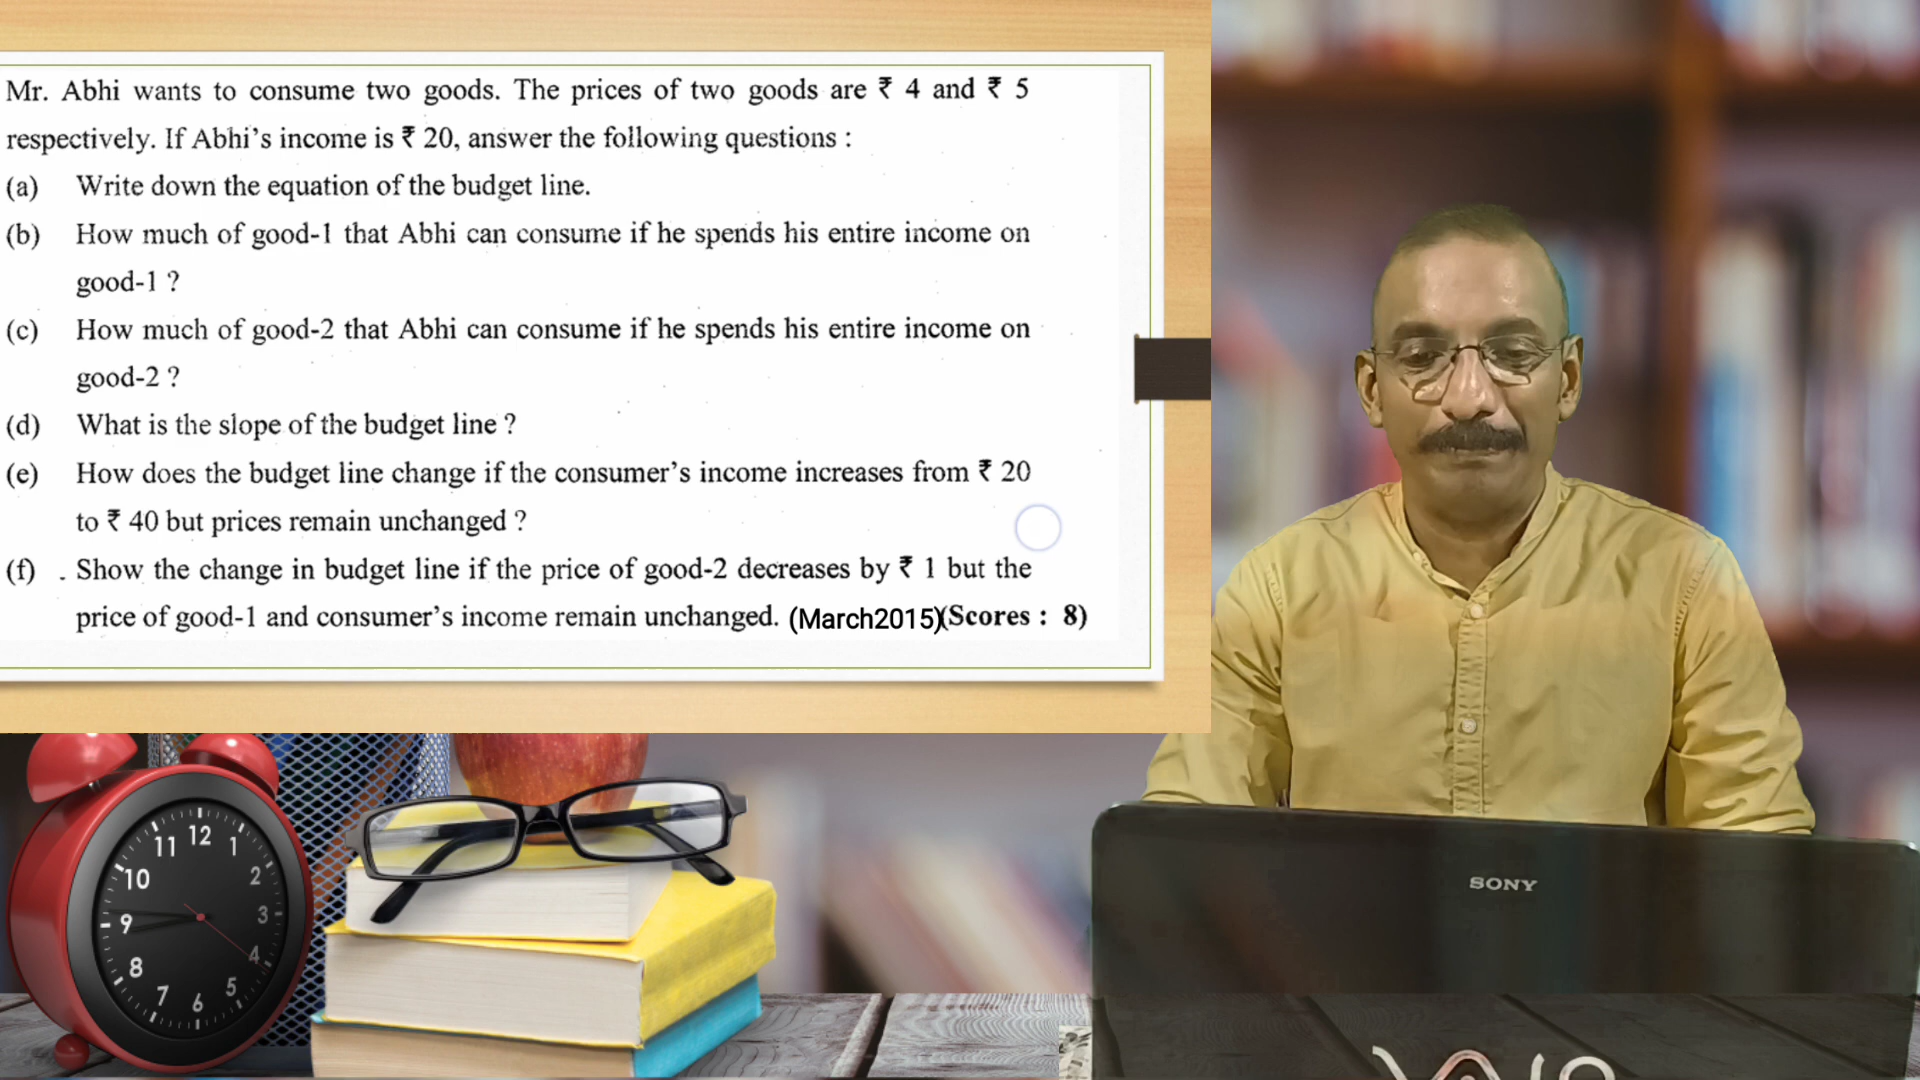 Mr. Abhi wants to consume two goods. The prices of two goods are ₹ 4 and ₹ 5
respectively. If Abhi's income is ₹ 20, answer the following questions :
(a) Write down the equation of the budget line.
(b) How much of good-1 that Abhi can consume if he spends his entire income on
good-1 ?
(c) How much of good-2 that Abhi can consume if he spends his entire income on
good-2 ?
(d) What is the slope of the budget line ?
(e) How does the budget line change if the consumer's income increases from ₹ 20
to ₹ 40 but prices remain unchanged ?
(f) . Show the change in budget line if the price of good-2 decreases by ₹ 1 but the
price of good-1 and consumer's income remain unchanged. (March2015)(Scores : 8)
12
11 1
10 2
9 3
8 4
7 5
6
SONY
VAIO